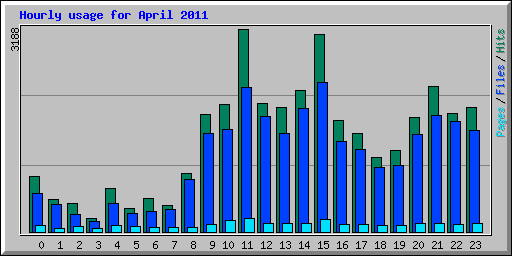 Hourly usage for April 2011
3188
Pages/Files/Hits
0 1 2 3 4 5 6 7 8 9 10 11 12 13 14 15 16 17 18 19 20 21 22 23